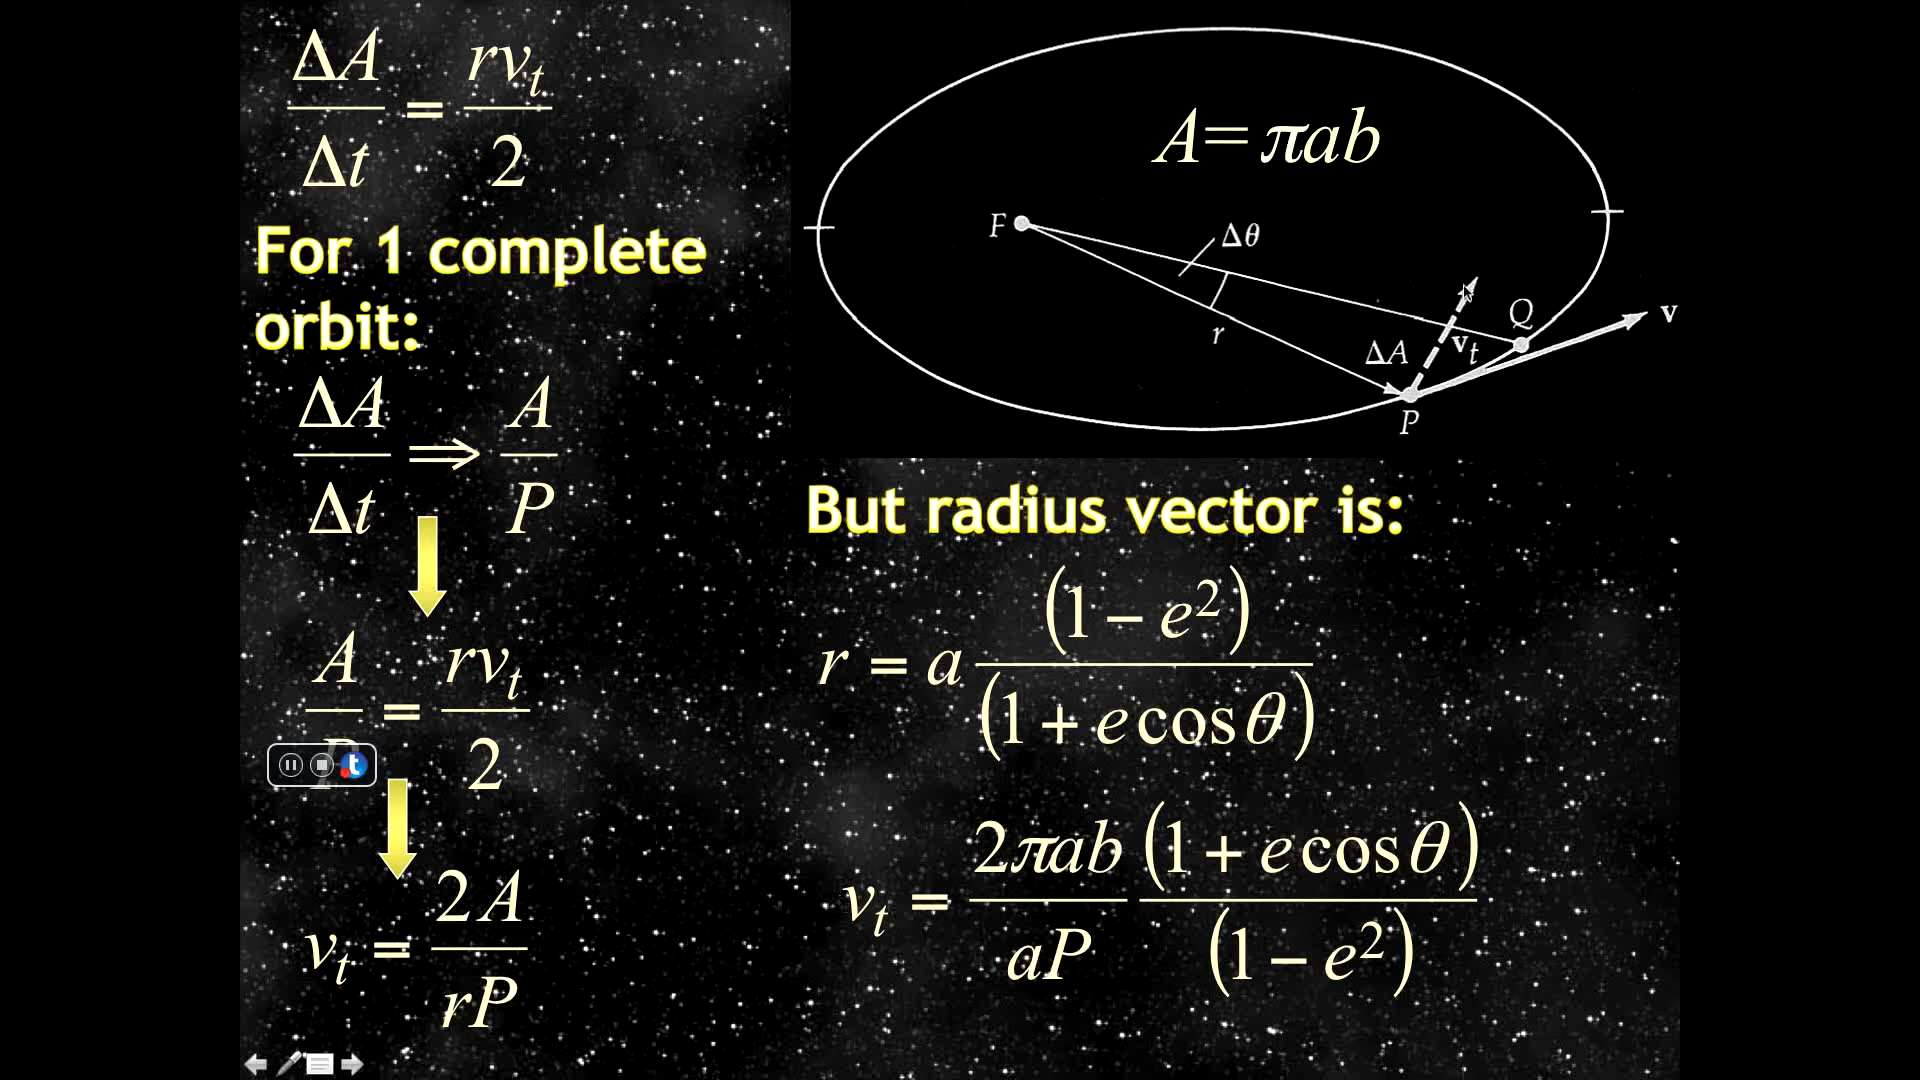 ΔA/Δt = rv_t/2
For 1 complete
orbit:
ΔA/Δt ⇒ A/P
A/P = rv_t/2
v_t = 2A/rP
A = πab
F
Δθ
r
ΔA
v_t
Q
v
P
But radius vector is:
r = a (1 − e²)/(1 + e cos θ)
v_t = 2πab/aP (1 + e cos θ)/(1 − e²)
t